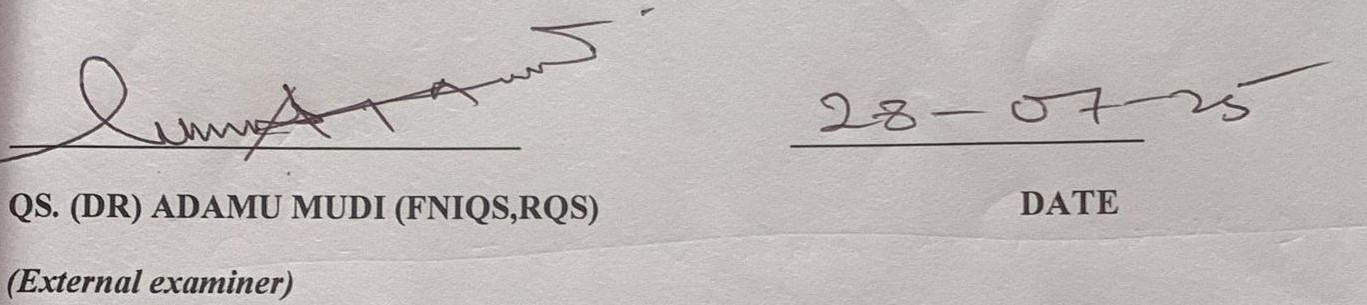 28-07-25
QS. (DR) ADAMU MUDI (FNIQS,RQS) DATE
(External examiner)